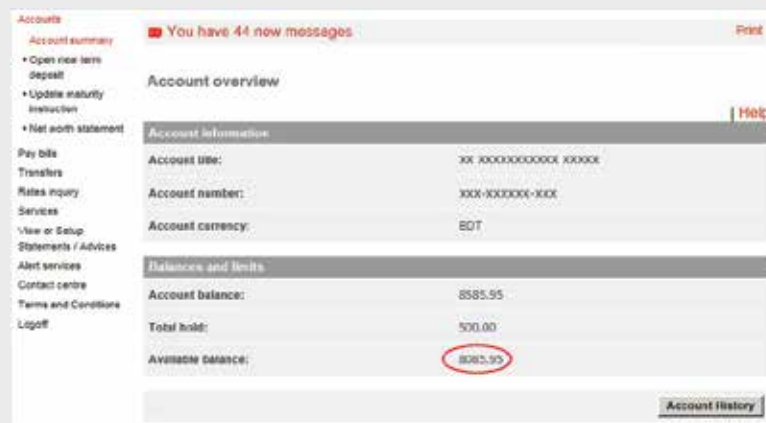 Accounts
Account summary
• Open new term
deposit
• Update maturity
instruction
• Net worth statement
Pay bills
Transfers
Rates inquiry
Services
View or Setup
Statements / Advices
Alert services
Contact centre
Terms and Conditions
Logoff
You have 44 new messages
Print
Account overview
Help
Account information
Account title: XX XXXXXXXXXXX XXXXX
Account number: XXX-XXXXXX-XXX
Account currency: BDT
Balances and limits
Account balance: 8585.95
Total hold: 500.00
Available balance: 8085.95
Account History